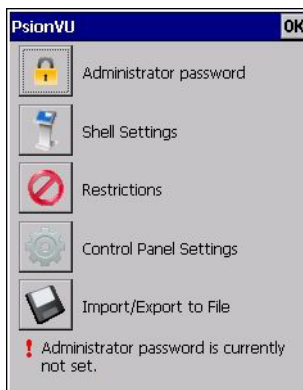 PsionVU OK
Administrator password
Shell Settings
Restrictions
Control Panel Settings
Import/Export to File
! Administrator password is currently
not set.